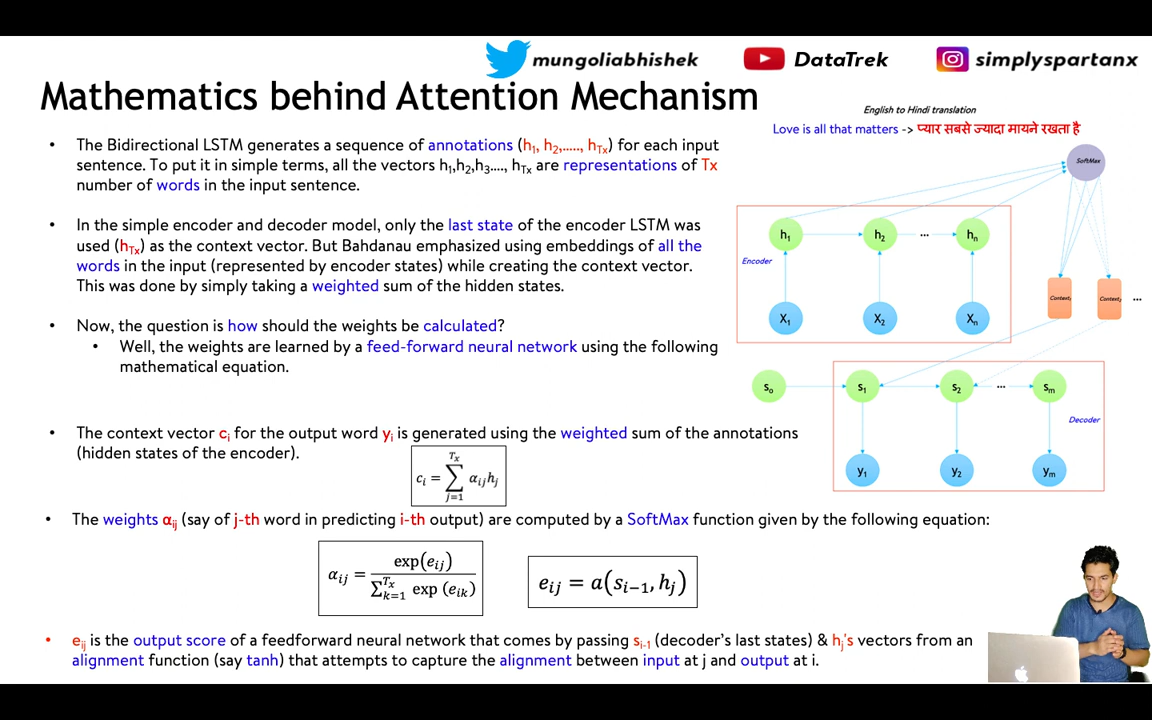 mungoliabhishek
DataTrek
simplyspartanx
Mathematics behind Attention Mechanism
• The Bidirectional LSTM generates a sequence of annotations (h₁, h₂,....., hTx) for each input
sentence. To put it in simple terms, all the vectors h₁,h₂,h₃...., hTx are representations of Tx
number of words in the input sentence.
• In the simple encoder and decoder model, only the last state of the encoder LSTM was
used (hTx) as the context vector. But Bahdanau emphasized using embeddings of all the
words in the input (represented by encoder states) while creating the context vector.
This was done by simply taking a weighted sum of the hidden states.
• Now, the question is how should the weights be calculated?
• Well, the weights are learned by a feed-forward neural network using the following
mathematical equation.
• The context vector cᵢ for the output word yᵢ is generated using the weighted sum of the annotations
(hidden states of the encoder).
cᵢ = ∑_{j=1}^{Tx} αᵢⱼhⱼ
• The weights αᵢⱼ (say of j-th word in predicting i-th output) are computed by a SoftMax function given by the following equation:
αᵢⱼ = exp(eᵢⱼ) / ∑_{k=1}^{Tx} exp (eᵢₖ)
eᵢⱼ = a(sᵢ₋₁, hⱼ)
• eᵢⱼ is the output score of a feedforward neural network that comes by passing sᵢ₋₁ (decoder's last states) & hⱼ's vectors from an
alignment function (say tanh) that attempts to capture the alignment between input at j and output at i.
English to Hindi translation
Love is all that matters -> प्यार सबसे ज्यादा मायने रखता है
SoftMax
h₁ h₂ ... hₙ
Encoder
X₁ X₂ Xₙ
Context₁ Context₂ ...
s₀ s₁ s₂ ... sₘ
Decoder
y₁ y₂ yₘ